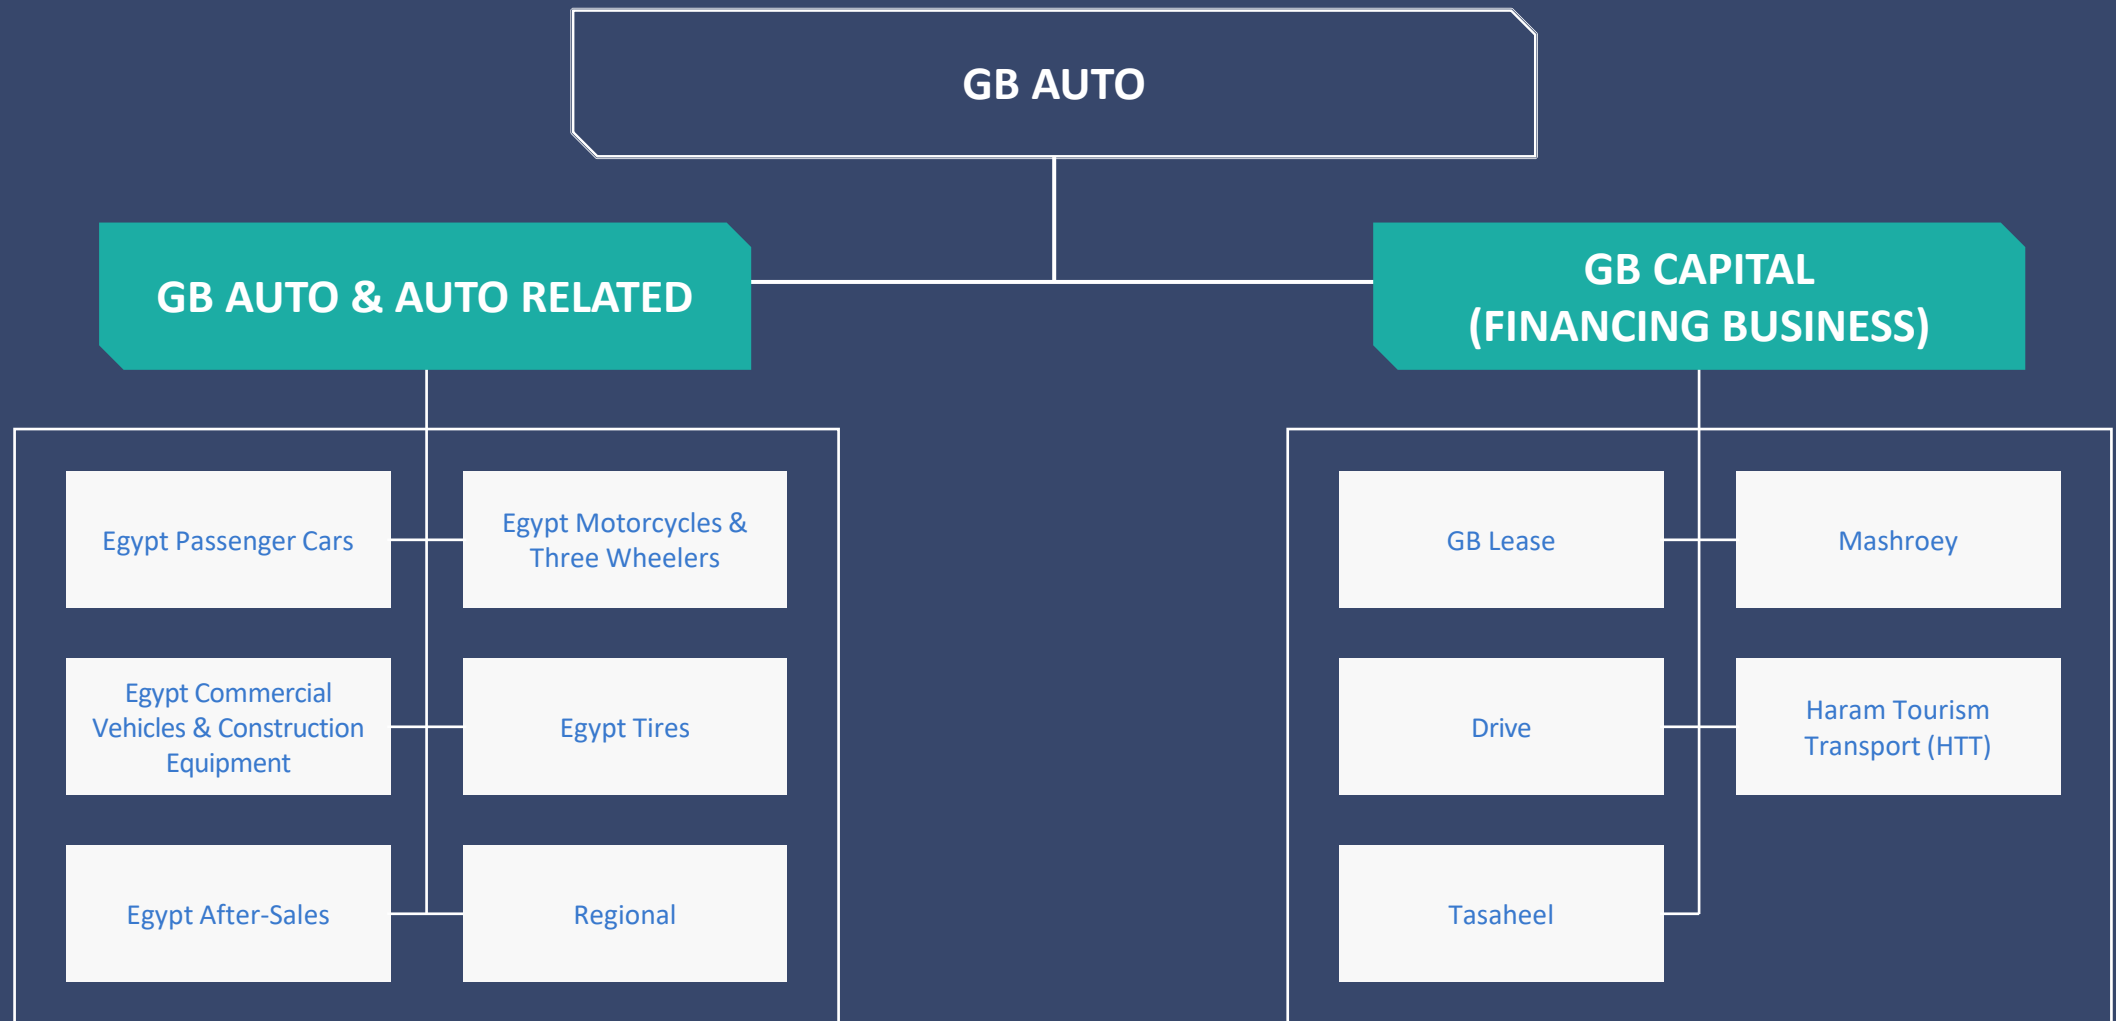 GB AUTO
GB AUTO & AUTO RELATED
GB CAPITAL
(FINANCING BUSINESS)
Egypt Passenger Cars
Egypt Motorcycles &
Three Wheelers
Egypt Commercial
Vehicles & Construction
Equipment
Egypt Tires
Egypt After-Sales
Regional
GB Lease
Mashroey
Drive
Haram Tourism
Transport (HTT)
Tasaheel